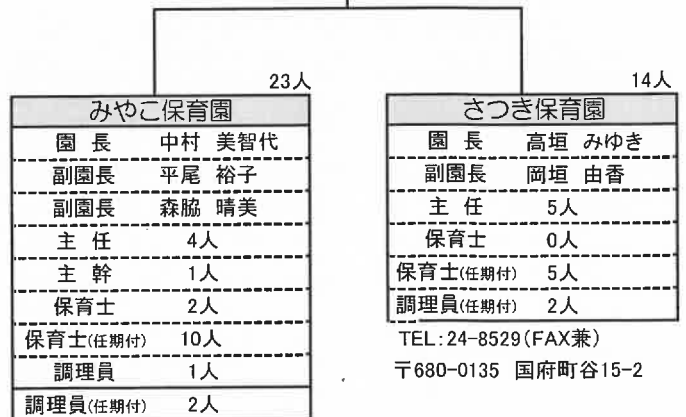 23人
みやこ保育園
園 長 中村 美智代
副園長 平尾 裕子
副園長 森脇 晴美
主 任 4人
主 幹 1人
保育士 2人
保育士(任期付) 10人
調理員 1人
調理員(任期付) 2人
14人
さつき保育園
園 長 高垣 みゆき
副園長 岡垣 由香
主 任 5人
保育士 0人
保育士(任期付) 5人
調理員(任期付) 2人
TEL:24-8529(FAX兼)
〒680-0135 国府町谷15-2